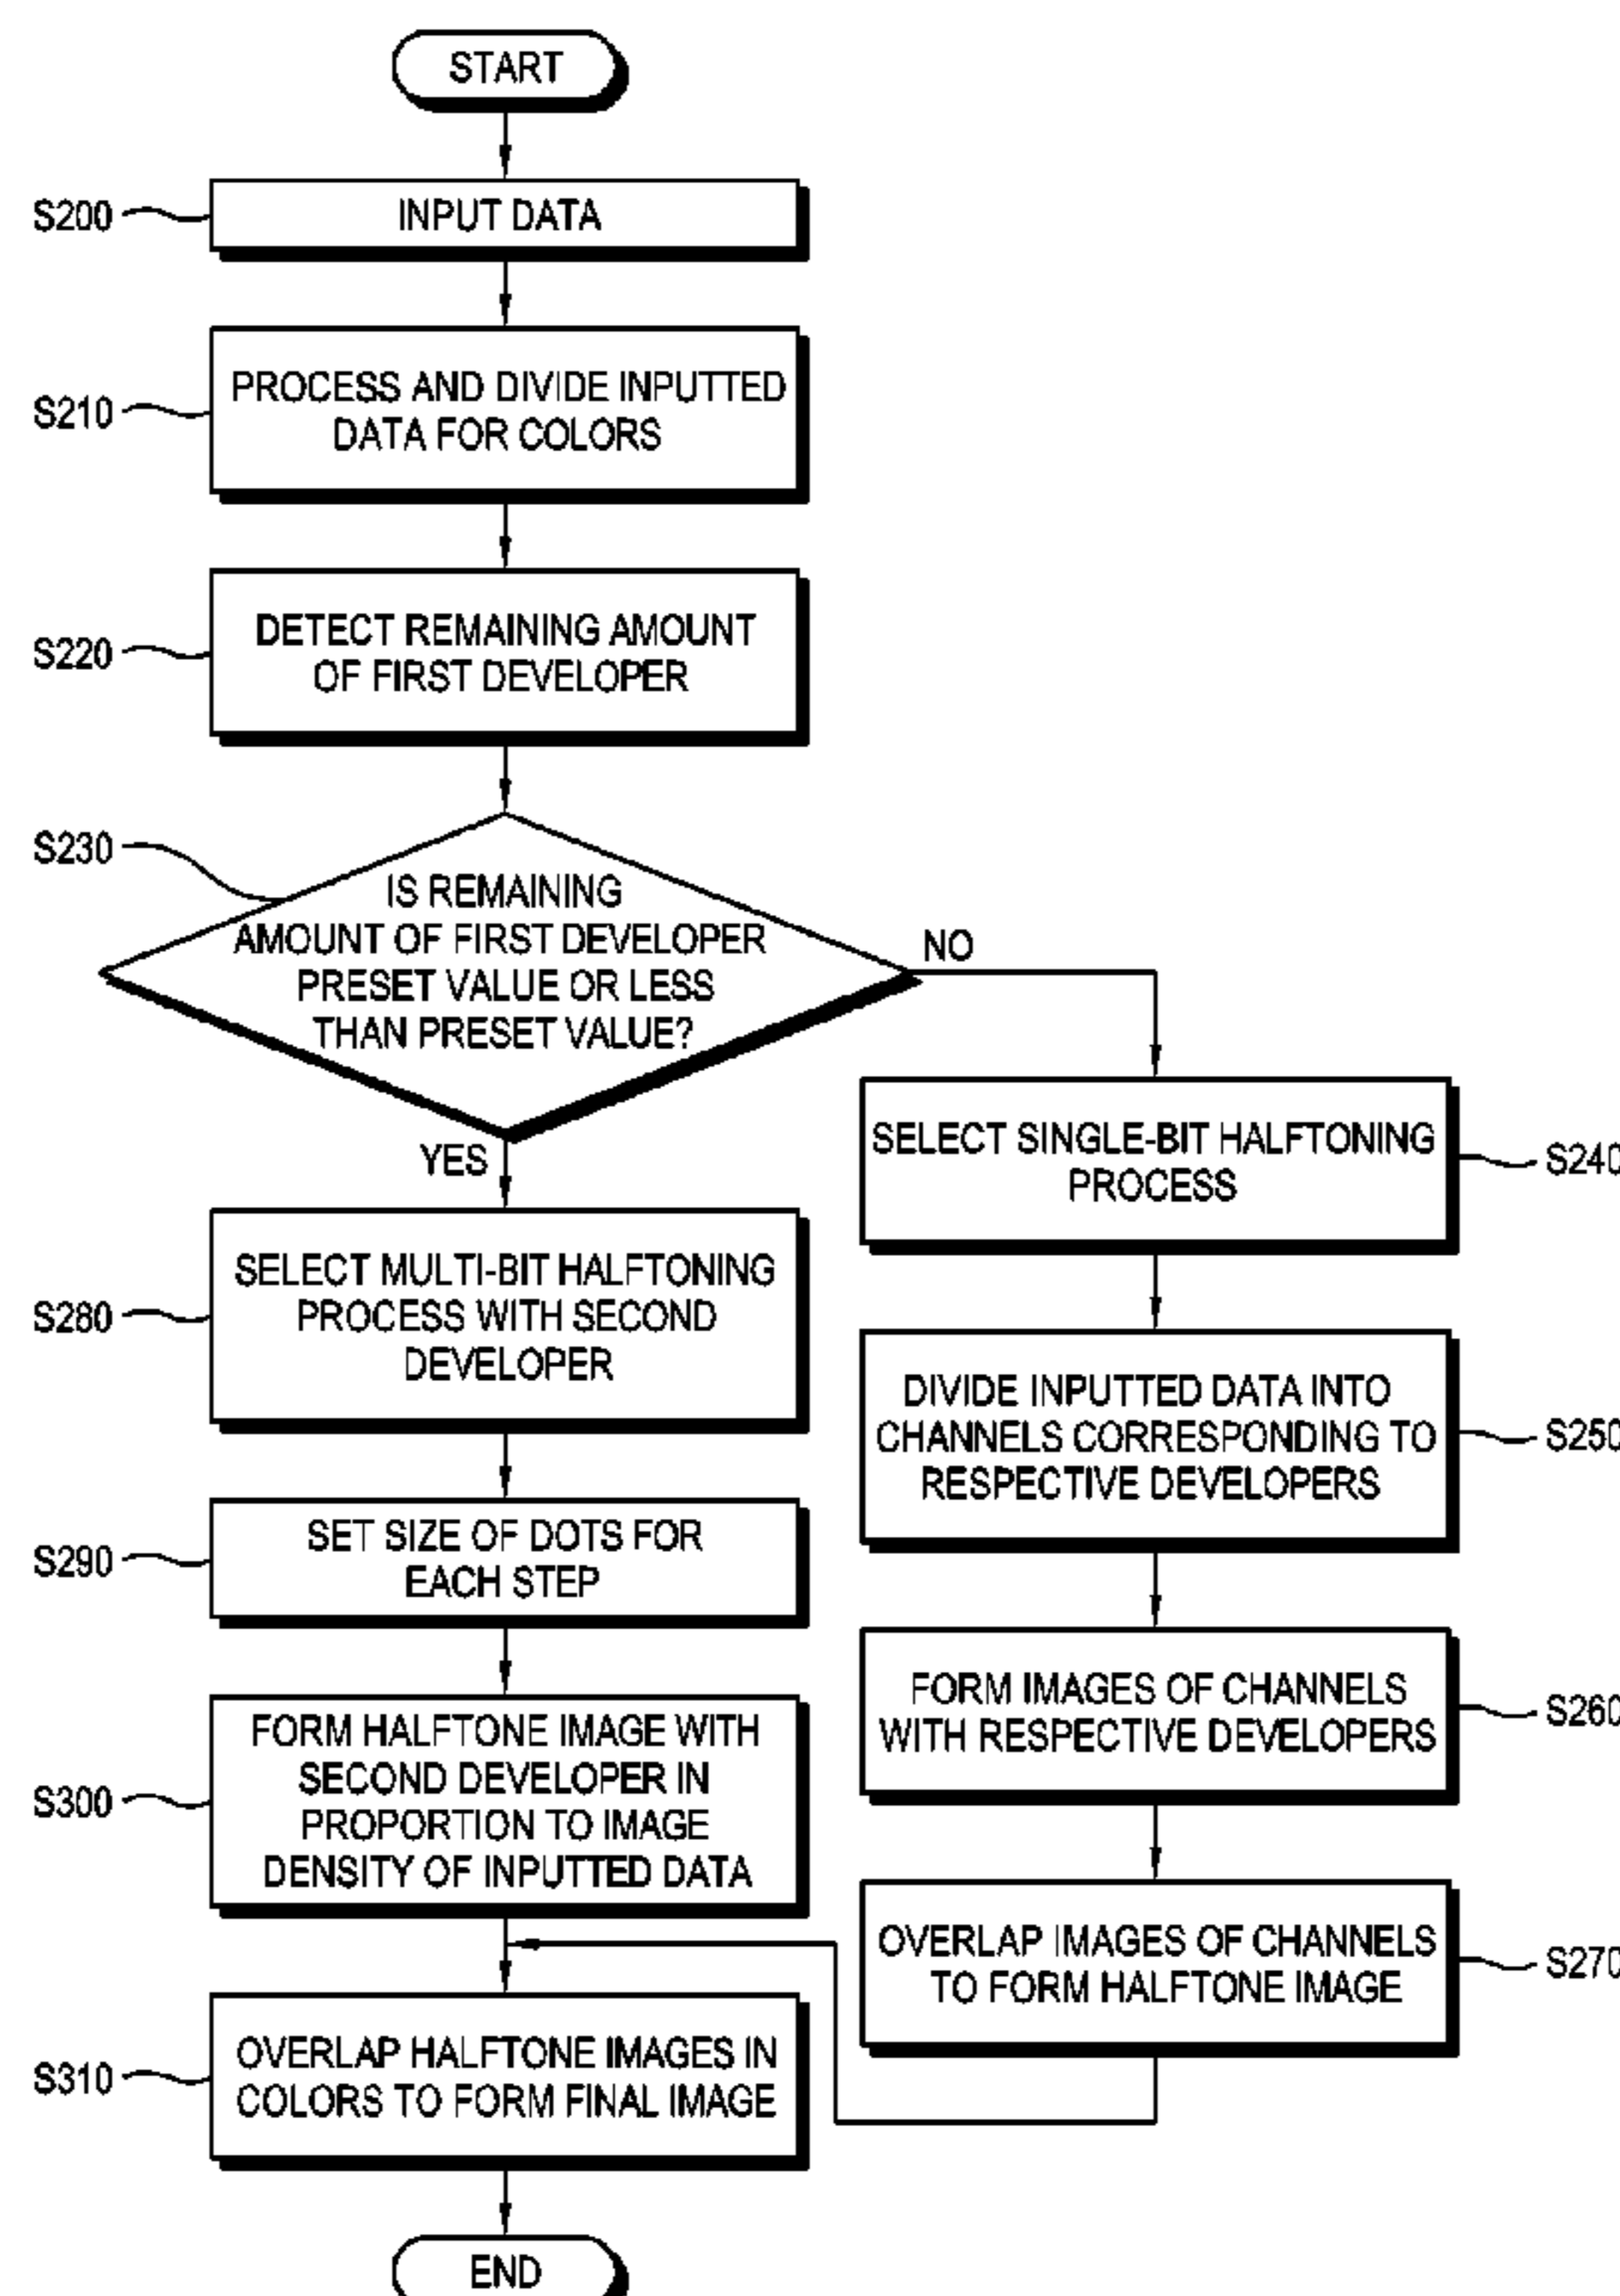 START
S200
INPUT DATA
S210
PROCESS AND DIVIDE INPUTTED
DATA FOR COLORS
S220
DETECT REMAINING AMOUNT
OF FIRST DEVELOPER
S230
IS REMAINING
AMOUNT OF FIRST DEVELOPER
PRESET VALUE OR LESS
THAN PRESET VALUE?
NO
YES
SELECT SINGLE-BIT HALFTONING
PROCESS
S240
S280
SELECT MULTI-BIT HALFTONING
PROCESS WITH SECOND
DEVELOPER
DIVIDE INPUTTED DATA INTO
CHANNELS CORRESPONDING TO
RESPECTIVE DEVELOPERS
S250
S290
SET SIZE OF DOTS FOR
EACH STEP
FORM IMAGES OF CHANNELS
WITH RESPECTIVE DEVELOPERS
S260
S300
FORM HALFTONE IMAGE WITH
SECOND DEVELOPER IN
PROPORTION TO IMAGE
DENSITY OF INPUTTED DATA
OVERLAP IMAGES OF CHANNELS
TO FORM HALFTONE IMAGE
S270
S310
OVERLAP HALFTONE IMAGES IN
COLORS TO FORM FINAL IMAGE
END